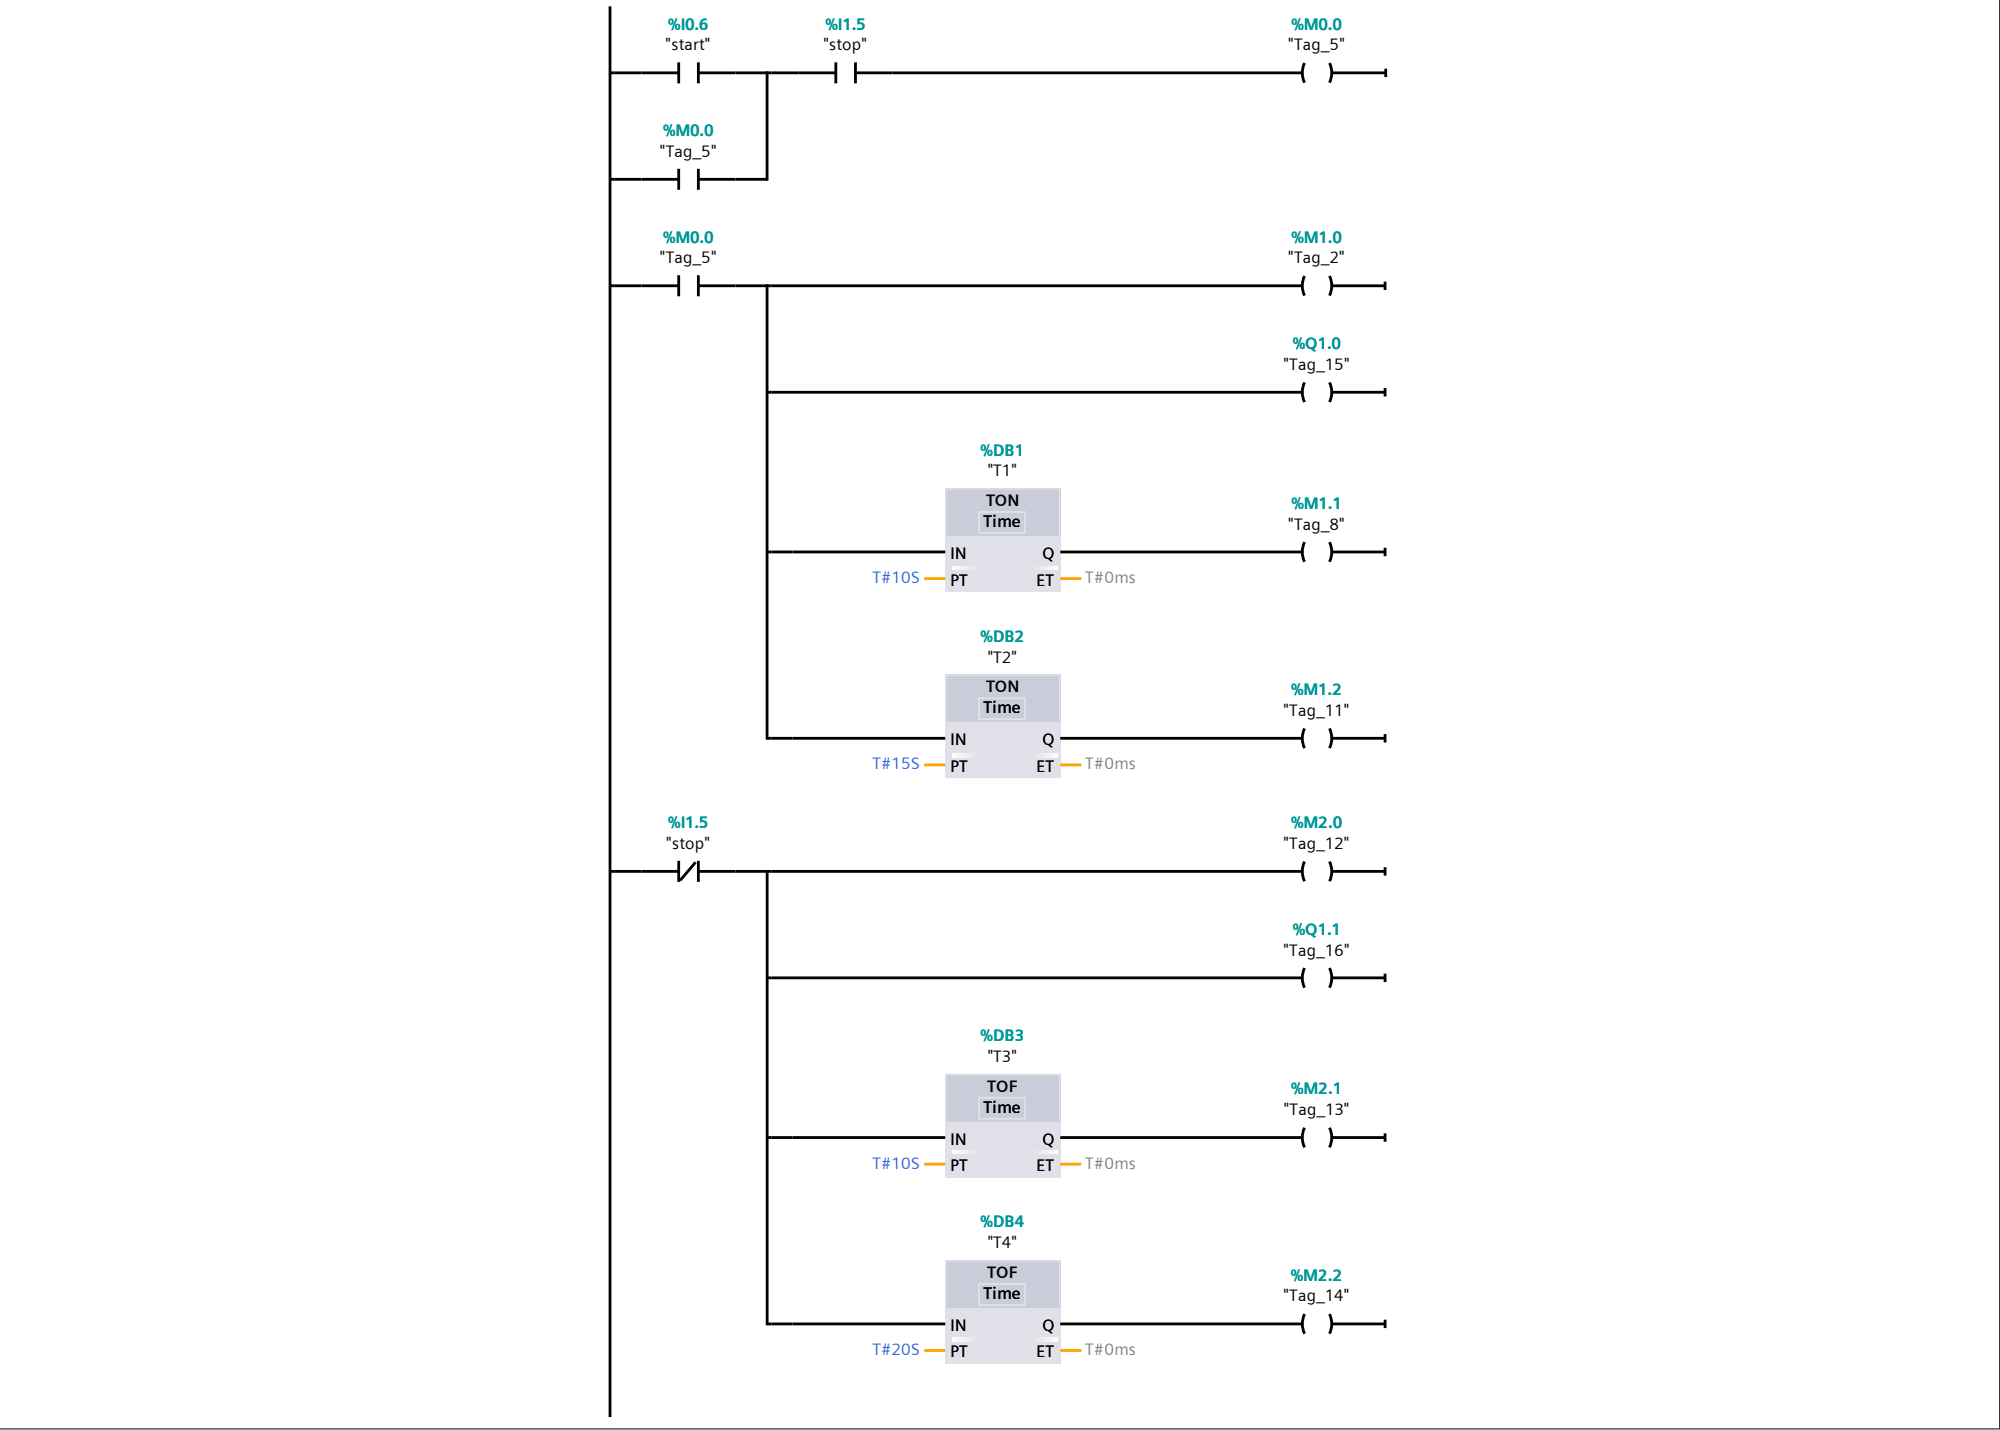 %I0.6 %I1.5 %M0.0
"start" "stop" "Tag_5"
%M0.0
"Tag_5"
%M0.0 %M1.0
"Tag_5" "Tag_2"
%Q1.0
"Tag_15"
%DB1
"T1"
TON
Time
%M1.1
"Tag_8"
IN Q
T#10S PT ET T#0ms
%DB2
"T2"
TON
Time
%M1.2
"Tag_11"
IN Q
T#15S PT ET T#0ms
%I1.5 %M2.0
"stop" "Tag_12"
%Q1.1
"Tag_16"
%DB3
"T3"
TOF
Time
%M2.1
"Tag_13"
IN Q
T#10S PT ET T#0ms
%DB4
"T4"
TOF
Time
%M2.2
"Tag_14"
IN Q
T#20S PT ET T#0ms